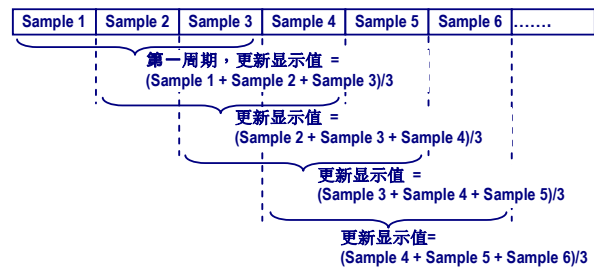 Sample 1 Sample 2 Sample 3 Sample 4 Sample 5 Sample 6 .......
第一周期，更新显示值 =
(Sample 1 + Sample 2 + Sample 3)/3
更新显示值 =
(Sample 2 + Sample 3 + Sample 4)/3
更新显示值 =
(Sample 3 + Sample 4 + Sample 5)/3
更新显示值=
(Sample 4 + Sample 5 + Sample 6)/3